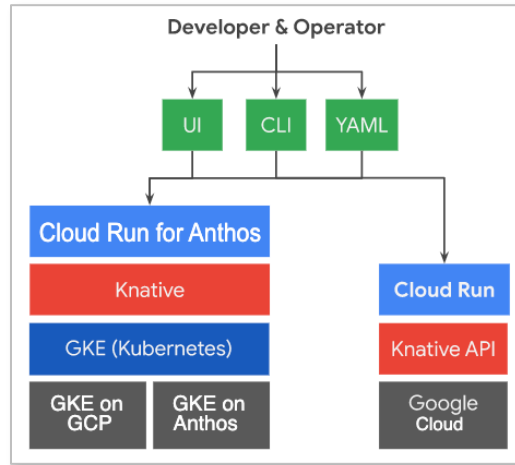 Developer & Operator
UI
CLI
YAML
Cloud Run for Anthos
Knative
GKE (Kubernetes)
GKE on
GCP
GKE on
Anthos
Cloud Run
Knative API
Google
Cloud